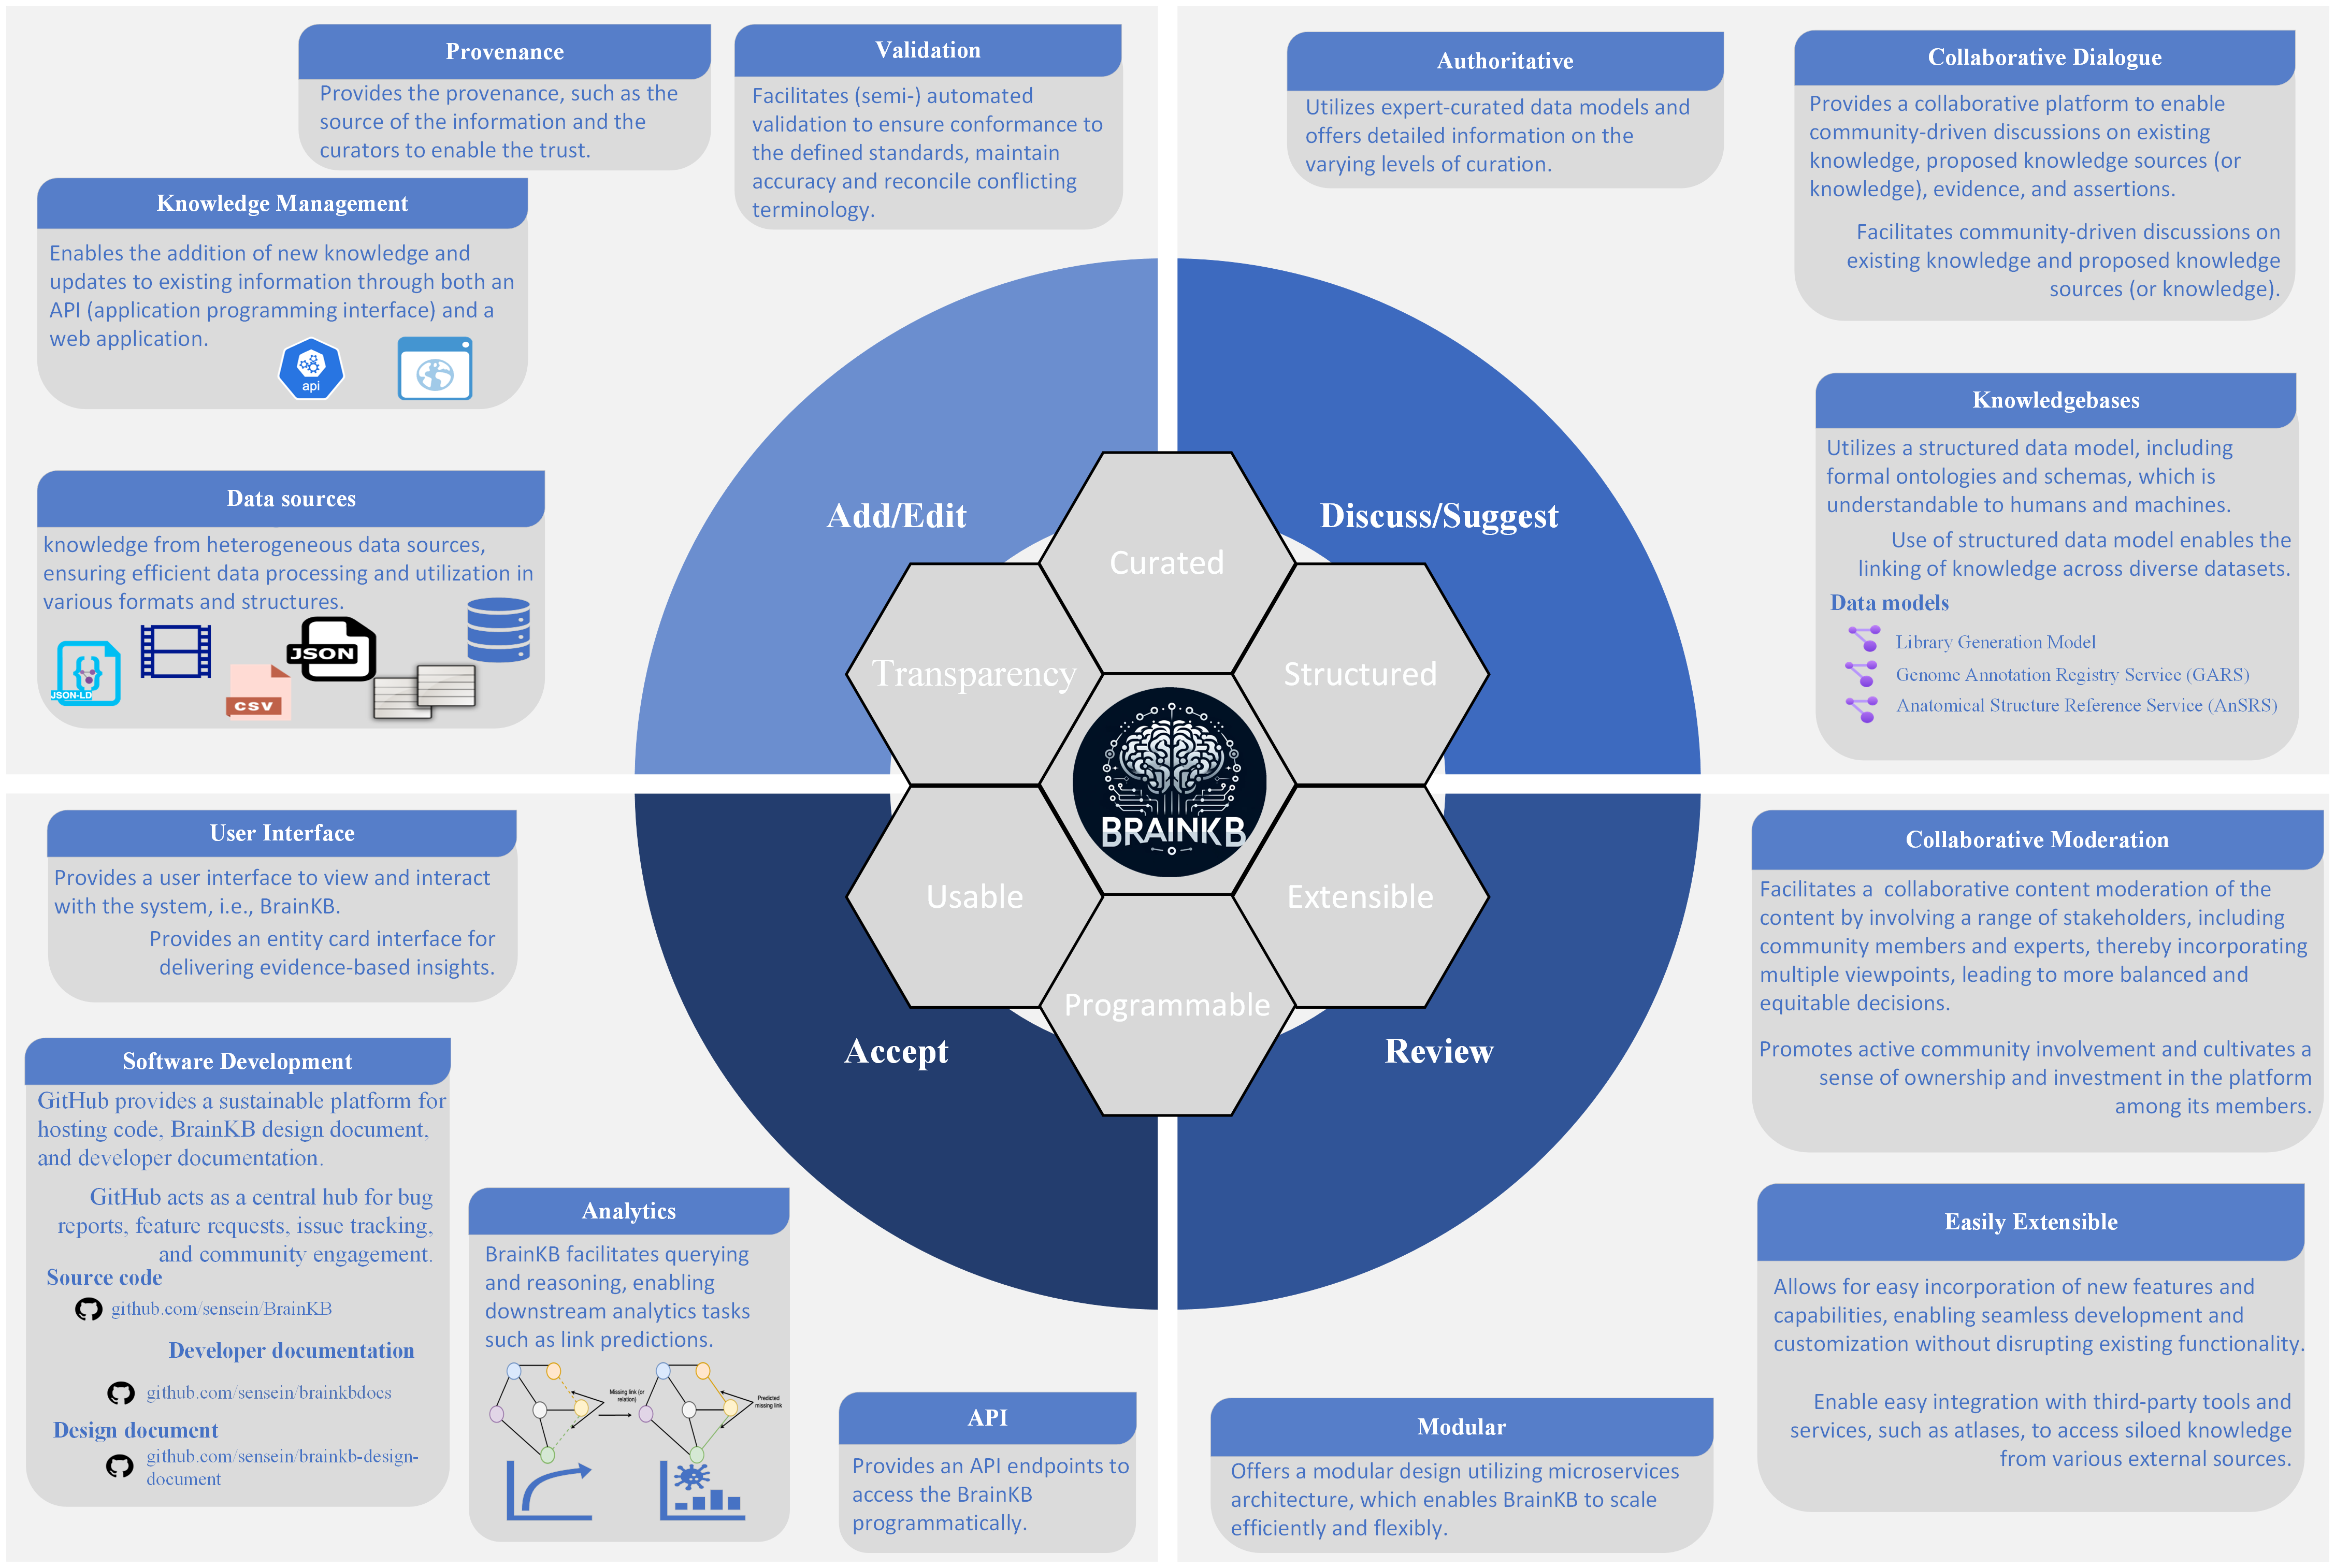 Provenance
Provides the provenance, such as the
source of the information and the
curators to enable the trust.
Validation
Facilitates (semi-) automated
validation to ensure conformance to
the defined standards, maintain
accuracy and reconcile conflicting
terminology.
Knowledge Management
Enables the addition of new knowledge and
updates to existing information through both an
API (application programming interface) and a
web application.
api
Data sources
knowledge from heterogeneous data sources,
ensuring efficient data processing and utilization in
various formats and structures.
JSON-LD
CSV
JSON
Authoritative
Utilizes expert-curated data models and
offers detailed information on the
varying levels of curation.
Collaborative Dialogue
Provides a collaborative platform to enable
community-driven discussions on existing
knowledge, proposed knowledge sources (or
knowledge), evidence, and assertions.
Facilitates community-driven discussions on
existing knowledge and proposed knowledge
sources (or knowledge).
Knowledgebases
Utilizes a structured data model, including
formal ontologies and schemas, which is
understandable to humans and machines.
Use of structured data model enables the
linking of knowledge across diverse datasets.
Data models
Library Generation Model
Genome Annotation Registry Service (GARS)
Anatomical Structure Reference Service (AnSRS)
Add/Edit
Discuss/Suggest
Curated
Transparency
Structured
BRAINKB
Usable
Extensible
Programmable
Accept
Review
User Interface
Provides a user interface to view and interact
with the system, i.e., BrainKB.
Provides an entity card interface for
delivering evidence-based insights.
Software Development
GitHub provides a sustainable platform for
hosting code, BrainKB design document,
and developer documentation.
GitHub acts as a central hub for bug
reports, feature requests, issue tracking,
and community engagement.
Source code
github.com/sensein/BrainKB
Developer documentation
github.com/sensein/brainkbdocs
Design document
github.com/sensein/brainkb-design-
document
Analytics
BrainKB facilitates querying
and reasoning, enabling
downstream analytics tasks
such as link predictions.
Missing link (or
relation)
Predicted
missing link
API
Provides an API endpoints to
access the BrainKB
programmatically.
Modular
Offers a modular design utilizing microservices
architecture, which enables BrainKB to scale
efficiently and flexibly.
Collaborative Moderation
Facilitates a  collaborative content moderation of the
content by involving a range of stakeholders, including
community members and experts, thereby incorporating
multiple viewpoints, leading to more balanced and
equitable decisions.
Promotes active community involvement and cultivates a
sense of ownership and investment in the platform
among its members.
Easily Extensible
Allows for easy incorporation of new features and
capabilities, enabling seamless development and
customization without disrupting existing functionality.
Enable easy integration with third-party tools and
services, such as atlases, to access siloed knowledge
from various external sources.